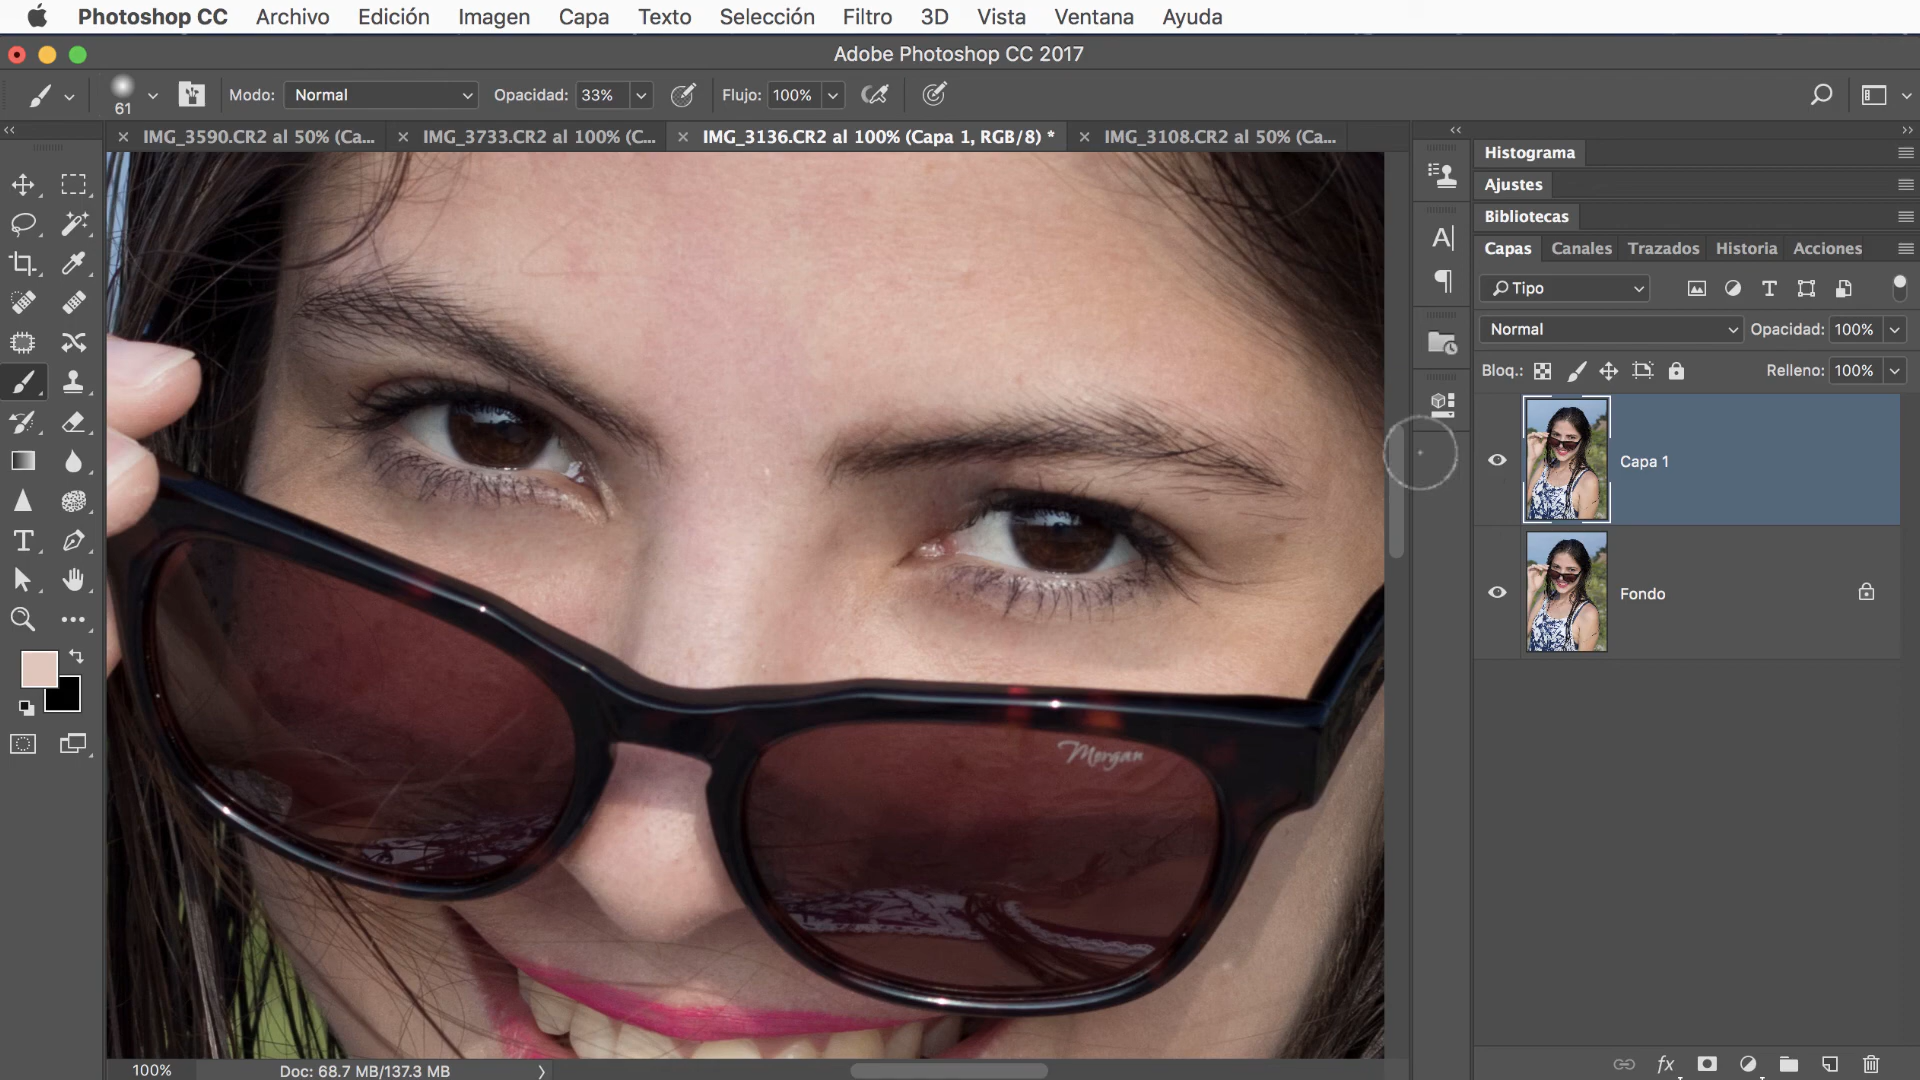 Photoshop CC Archivo Edición Imagen Capa Texto Selección Filtro 3D Vista Ventana Ayuda
Adobe Photoshop CC 2017
61 Modo: Normal Opacidad: 33% Flujo: 100%
IMG_3590.CR2 al 50% (Ca... IMG_3733.CR2 al 100% (C... IMG_3136.CR2 al 100% (Capa 1, RGB/8) * IMG_3108.CR2 al 50% (Ca...
Histograma
Ajustes
Bibliotecas
Capas Canales Trazados Historia Acciones
Tipo
Normal Opacidad: 100%
Bloq.: Relleno: 100%
Capa 1
Fondo
Morgan
fx
100% Doc: 68.7 MB/137.3 MB